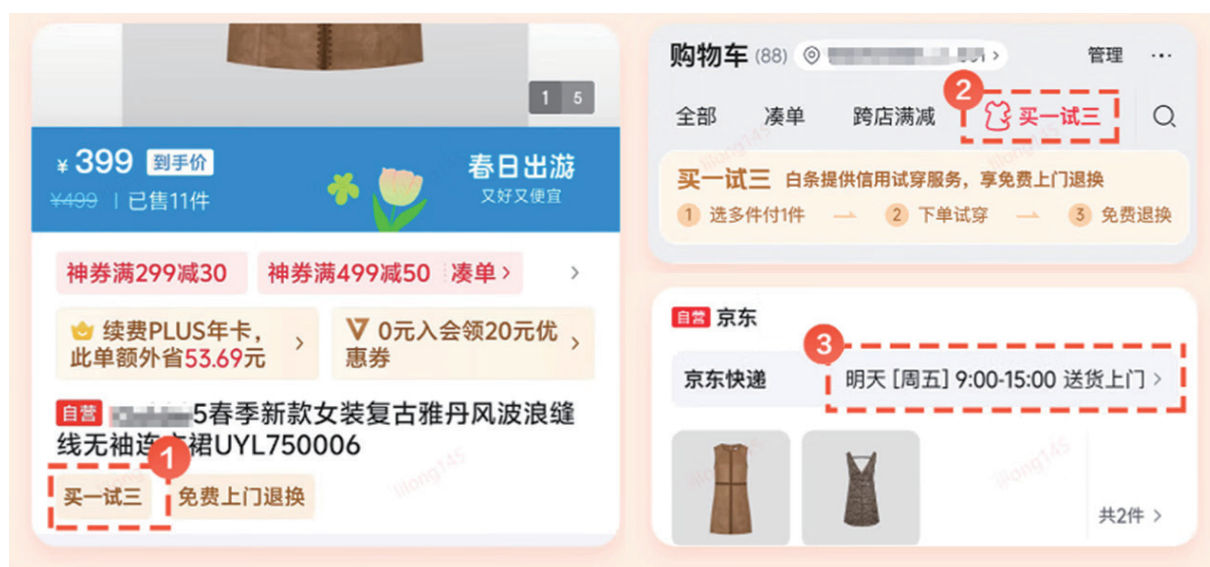 1 5
¥399 到手价
¥499 | 已售11件
春日出游
又好又便宜
神券满299减30
神券满499减50 凑单 >
>
续费PLUS年卡，
此单额外省53.69元 >
0元入会领20元优
惠券 >
自营 5春季新款女装复古雅丹风波浪缝
线无袖连衣裙UYL750006
1
买一试三
免费上门退换
lilong145
购物车 (88)
管理 ...
2
全部 凑单 跨店满减 买一试三
lilong145
买一试三 白条提供信用试穿服务，享免费上门退换
1 选多件付1件 → 2 下单试穿 → 3 免费退换
自营 京东
3
京东快递 明天 [周五] 9:00-15:00 送货上门 >
lilong145
共2件 >